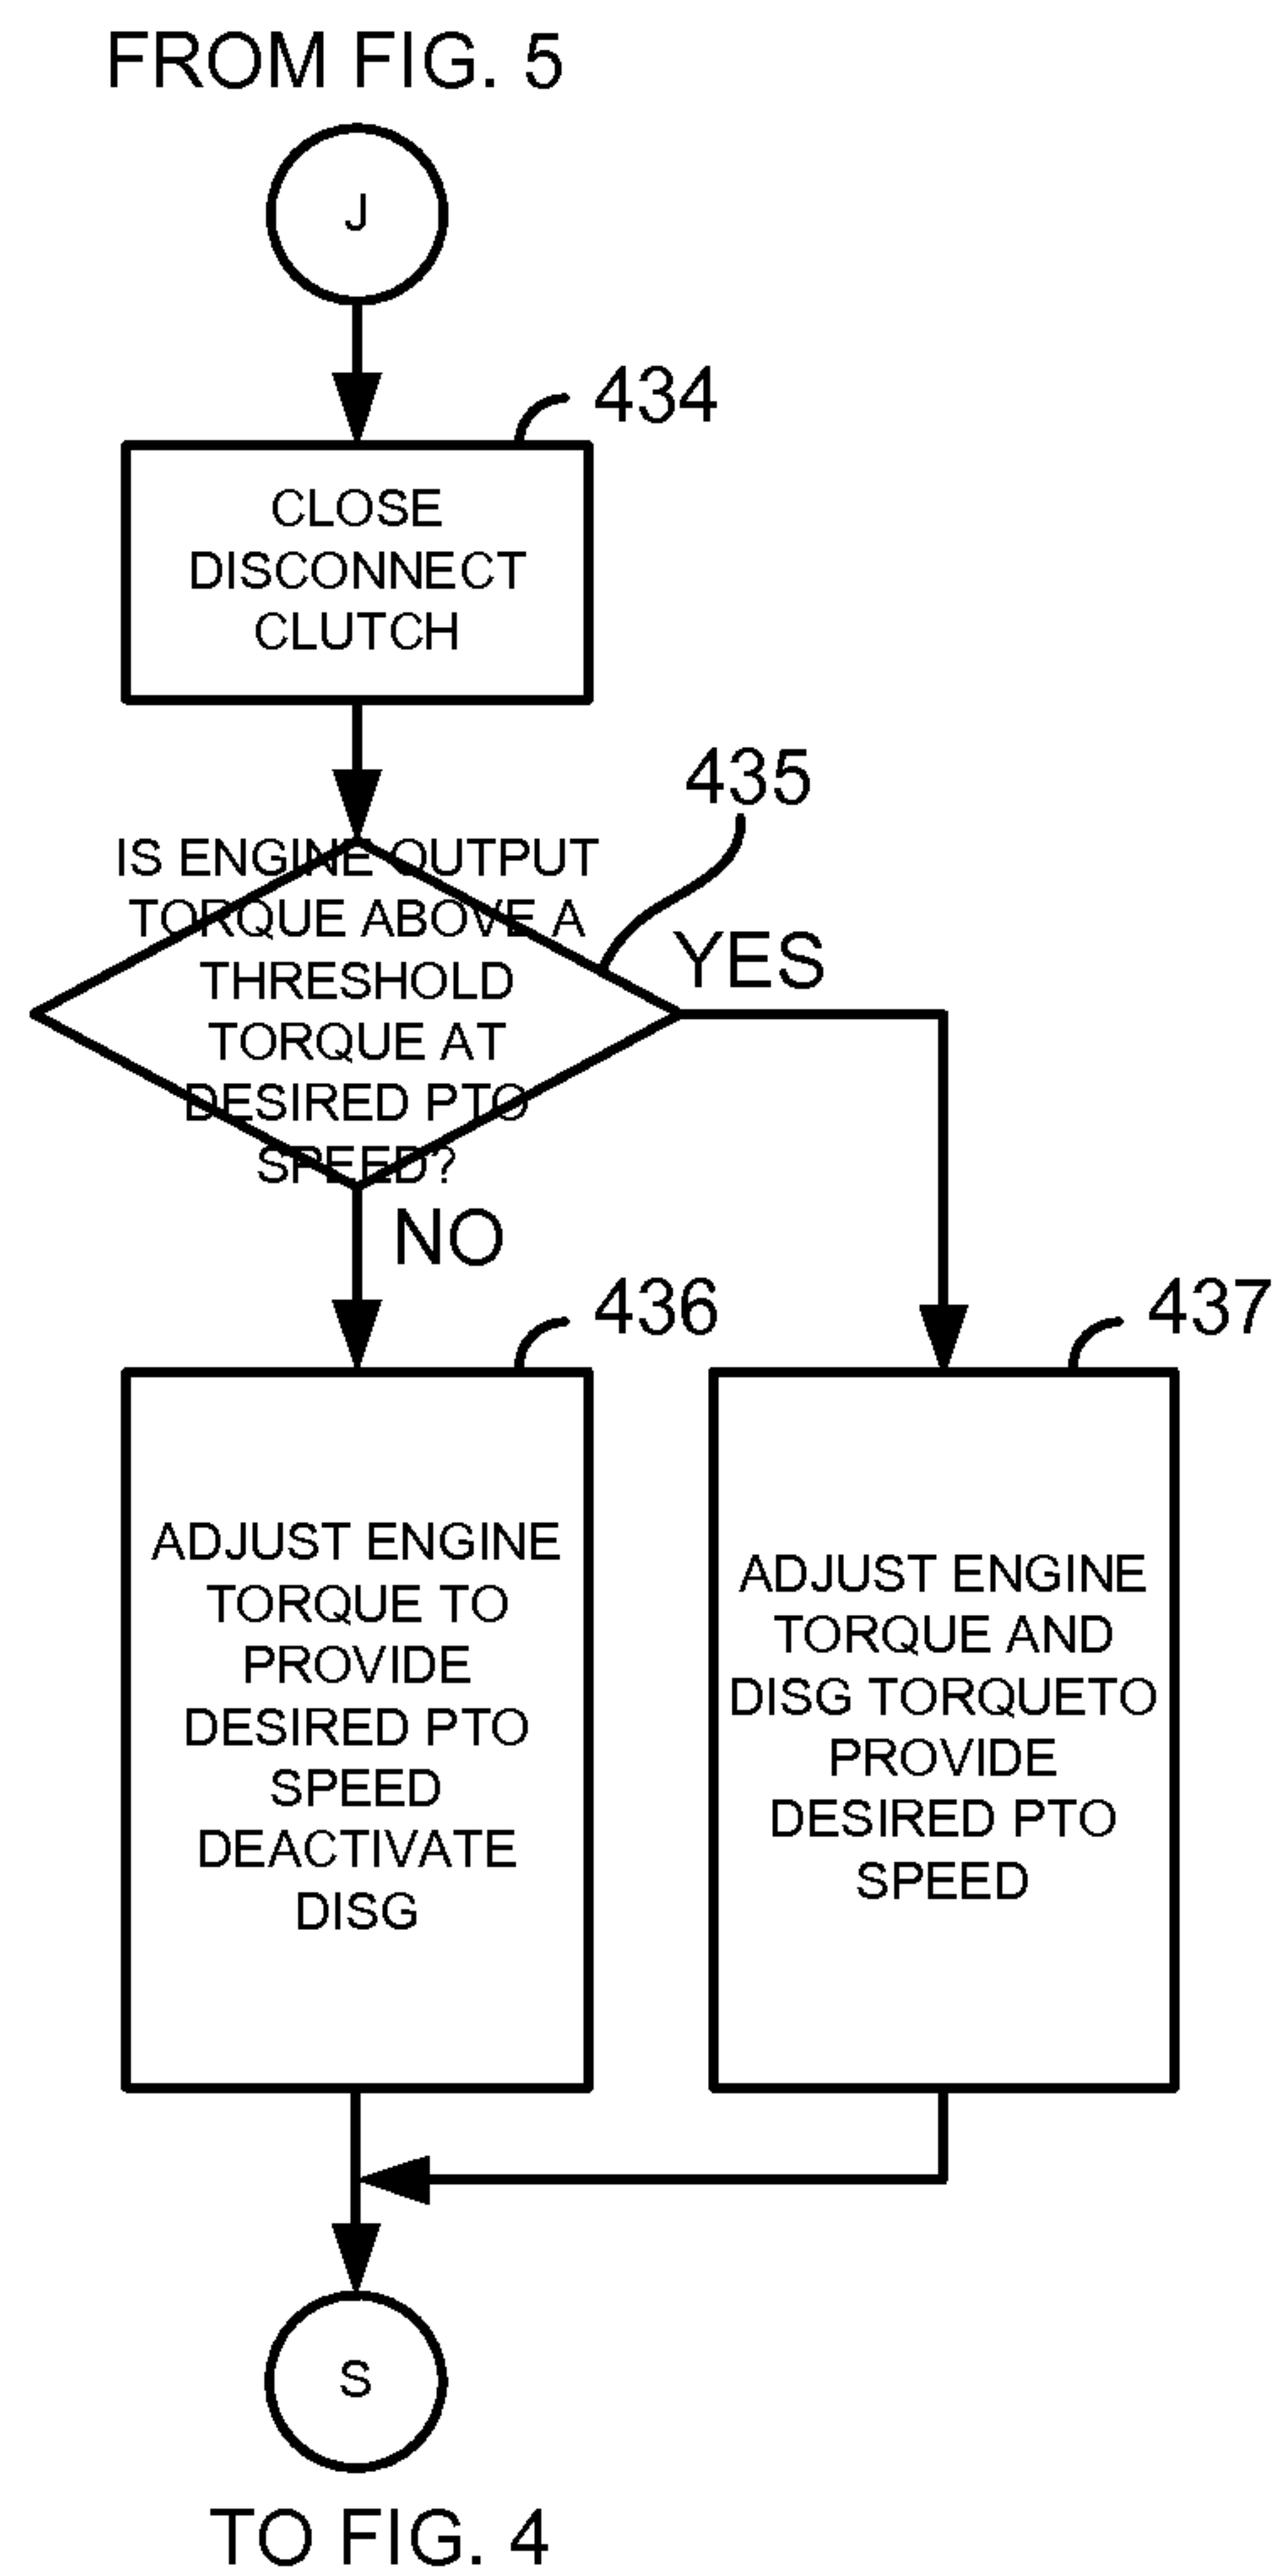 FROM FIG. 5
J
434
CLOSE
DISCONNECT
CLUTCH
435
IS ENGINE OUTPUT
TORQUE ABOVE A
THRESHOLD
TORQUE AT
DESIRED PTO
SPEED?
YES
NO
436
ADJUST ENGINE
TORQUE TO
PROVIDE
DESIRED PTO
SPEED
DEACTIVATE
DISG
437
ADJUST ENGINE
TORQUE AND
DISG TORQUETO
PROVIDE
DESIRED PTO
SPEED
S
TO FIG. 4